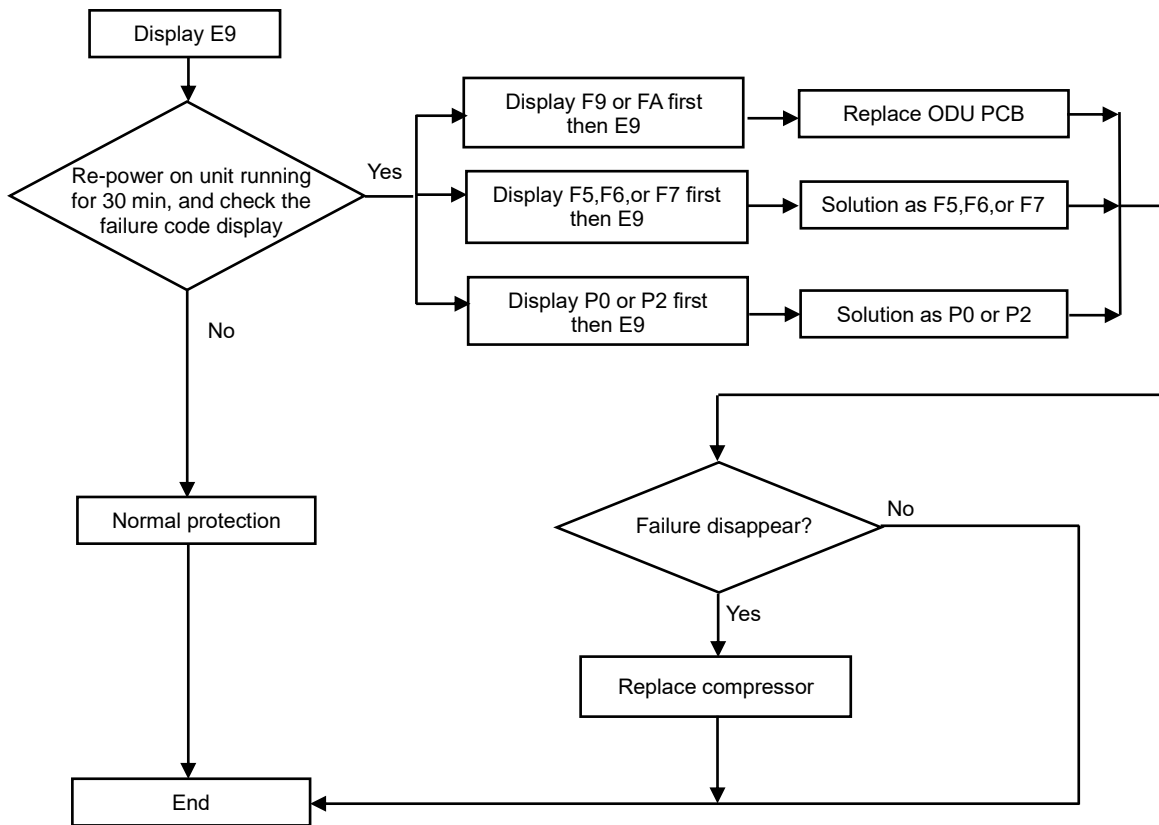 Display E9
Re-power on unit running
for 30 min, and check the
failure code display
Yes
Display F9 or FA first
then E9
Replace ODU PCB
Display F5,F6,or F7 first
then E9
Solution as F5,F6,or F7
Display P0 or P2 first
then E9
Solution as P0 or P2
No
Normal protection
Failure disappear?
No
Yes
Replace compressor
End